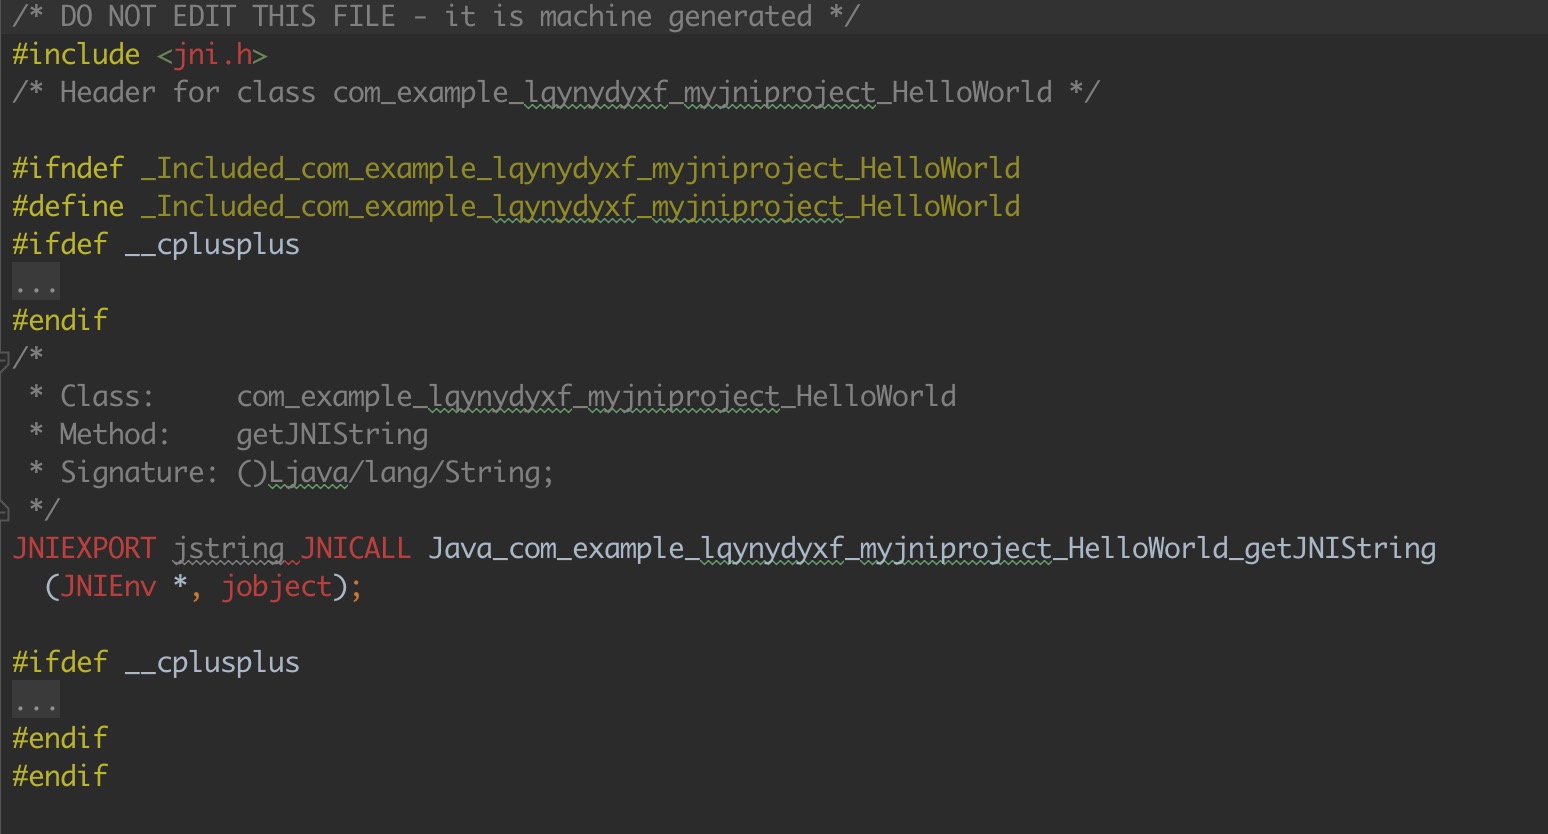 /* DO NOT EDIT THIS FILE - it is machine generated */
#include <jni.h>
/* Header for class com_example_lqynydyxf_myjniproject_HelloWorld */
#ifndef _Included_com_example_lqynydyxf_myjniproject_HelloWorld
#define _Included_com_example_lqynydyxf_myjniproject_HelloWorld
#ifdef __cplusplus
...
#endif
/*
 * Class:     com_example_lqynydyxf_myjniproject_HelloWorld
 * Method:    getJNIString
 * Signature: ()Ljava/lang/String;
 */
JNIEXPORT jstring JNICALL Java_com_example_lqynydyxf_myjniproject_HelloWorld_getJNIString
  (JNIEnv *, jobject);
#ifdef __cplusplus
...
#endif
#endif